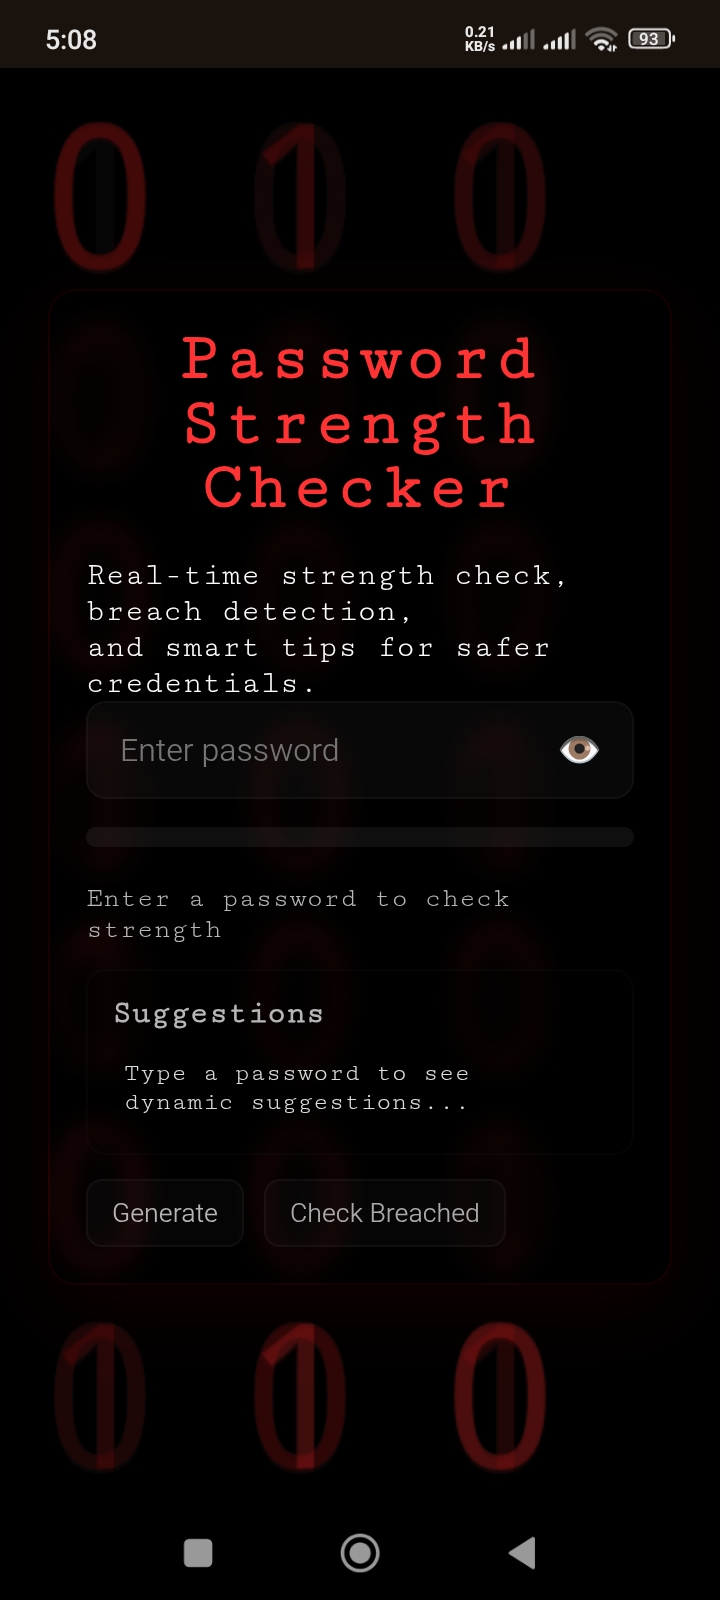 5:08
0.21
KB/s
93
0 1 0
Password
Strength
Checker
Real-time strength check,
breach detection,
and smart tips for safer
credentials.
Enter password
Enter a password to check
strength
Suggestions
Type a password to see
dynamic suggestions...
Generate
Check Breached
1 1 0